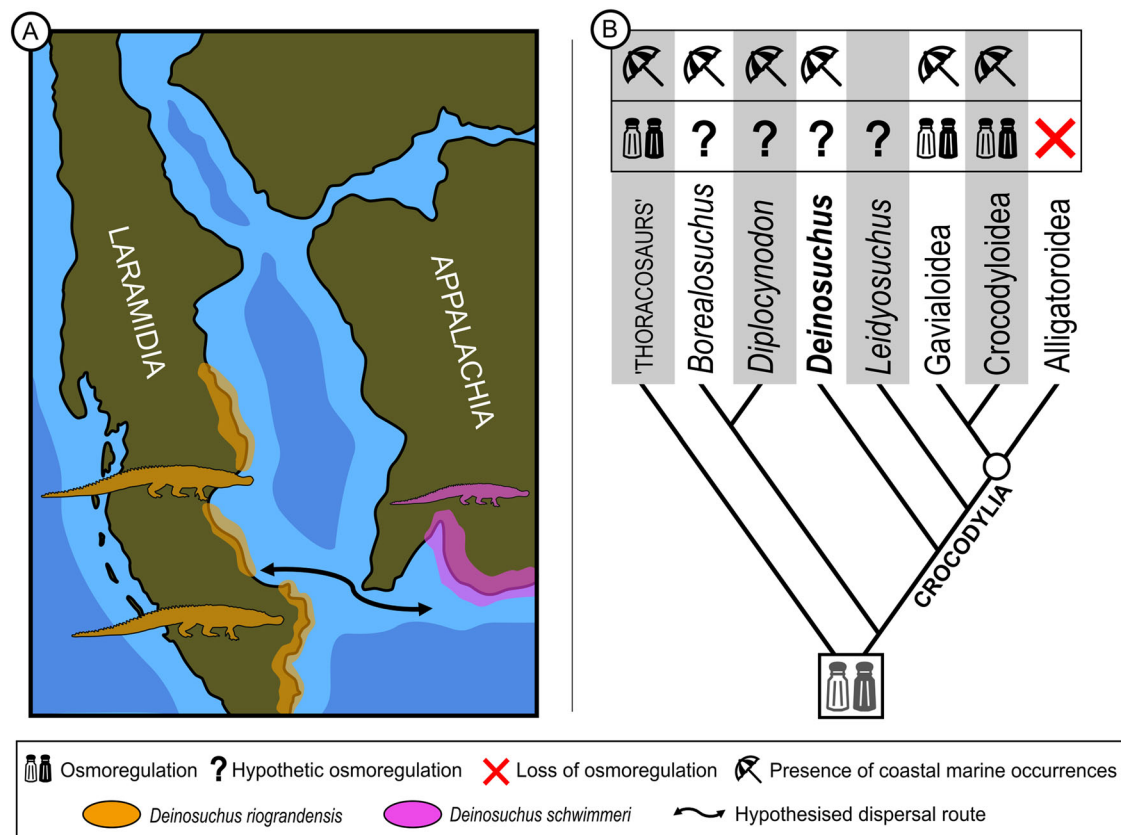 A
LARAMIDIA
APPALACHIA
B
? ? ? ?
'THORACOSAURS'
Borealosuchus
Diplocynodon
Deinosuchus
Leidyosuchus
Gavialoidea
Crocodyloidea
Alligatoroidea
CROCODYLIA
Osmoregulation ? Hypothetic osmoregulation Loss of osmoregulation Presence of coastal marine occurrences
Deinosuchus riograndensis Deinosuchus schwimmeri Hypothesised dispersal route